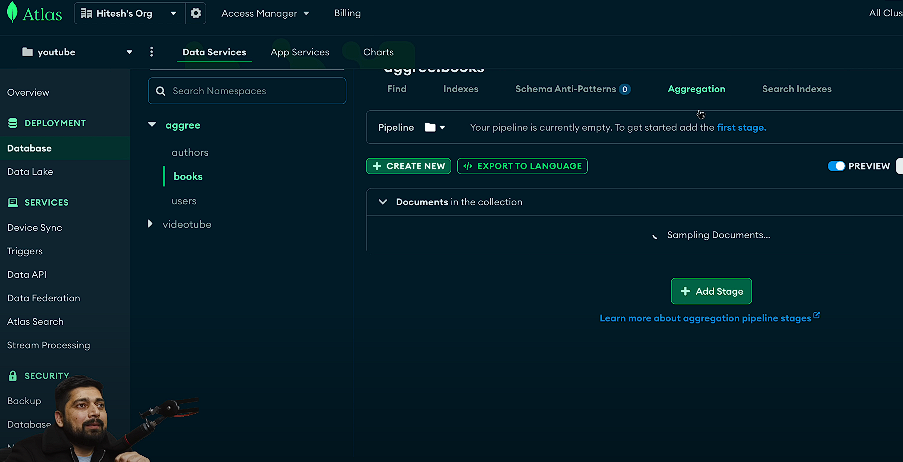 Atlas
Hitesh's Org
Access Manager
Billing
All Clus
youtube
Data Services
App Services
Charts
Overview
DEPLOYMENT
Database
Data Lake
SERVICES
Device Sync
Triggers
Data API
Data Federation
Atlas Search
Stream Processing
SECURITY
Backup
Database
Search Namespaces
aggree
authors
books
users
videotube
aggree.books
Find
Indexes
Schema Anti-Patterns 0
Aggregation
Search Indexes
Pipeline
Your pipeline is currently empty. To get started add the first stage.
+ CREATE NEW
</> EXPORT TO LANGUAGE
PREVIEW
Documents in the collection
Sampling Documents...
+ Add Stage
Learn more about aggregation pipeline stages